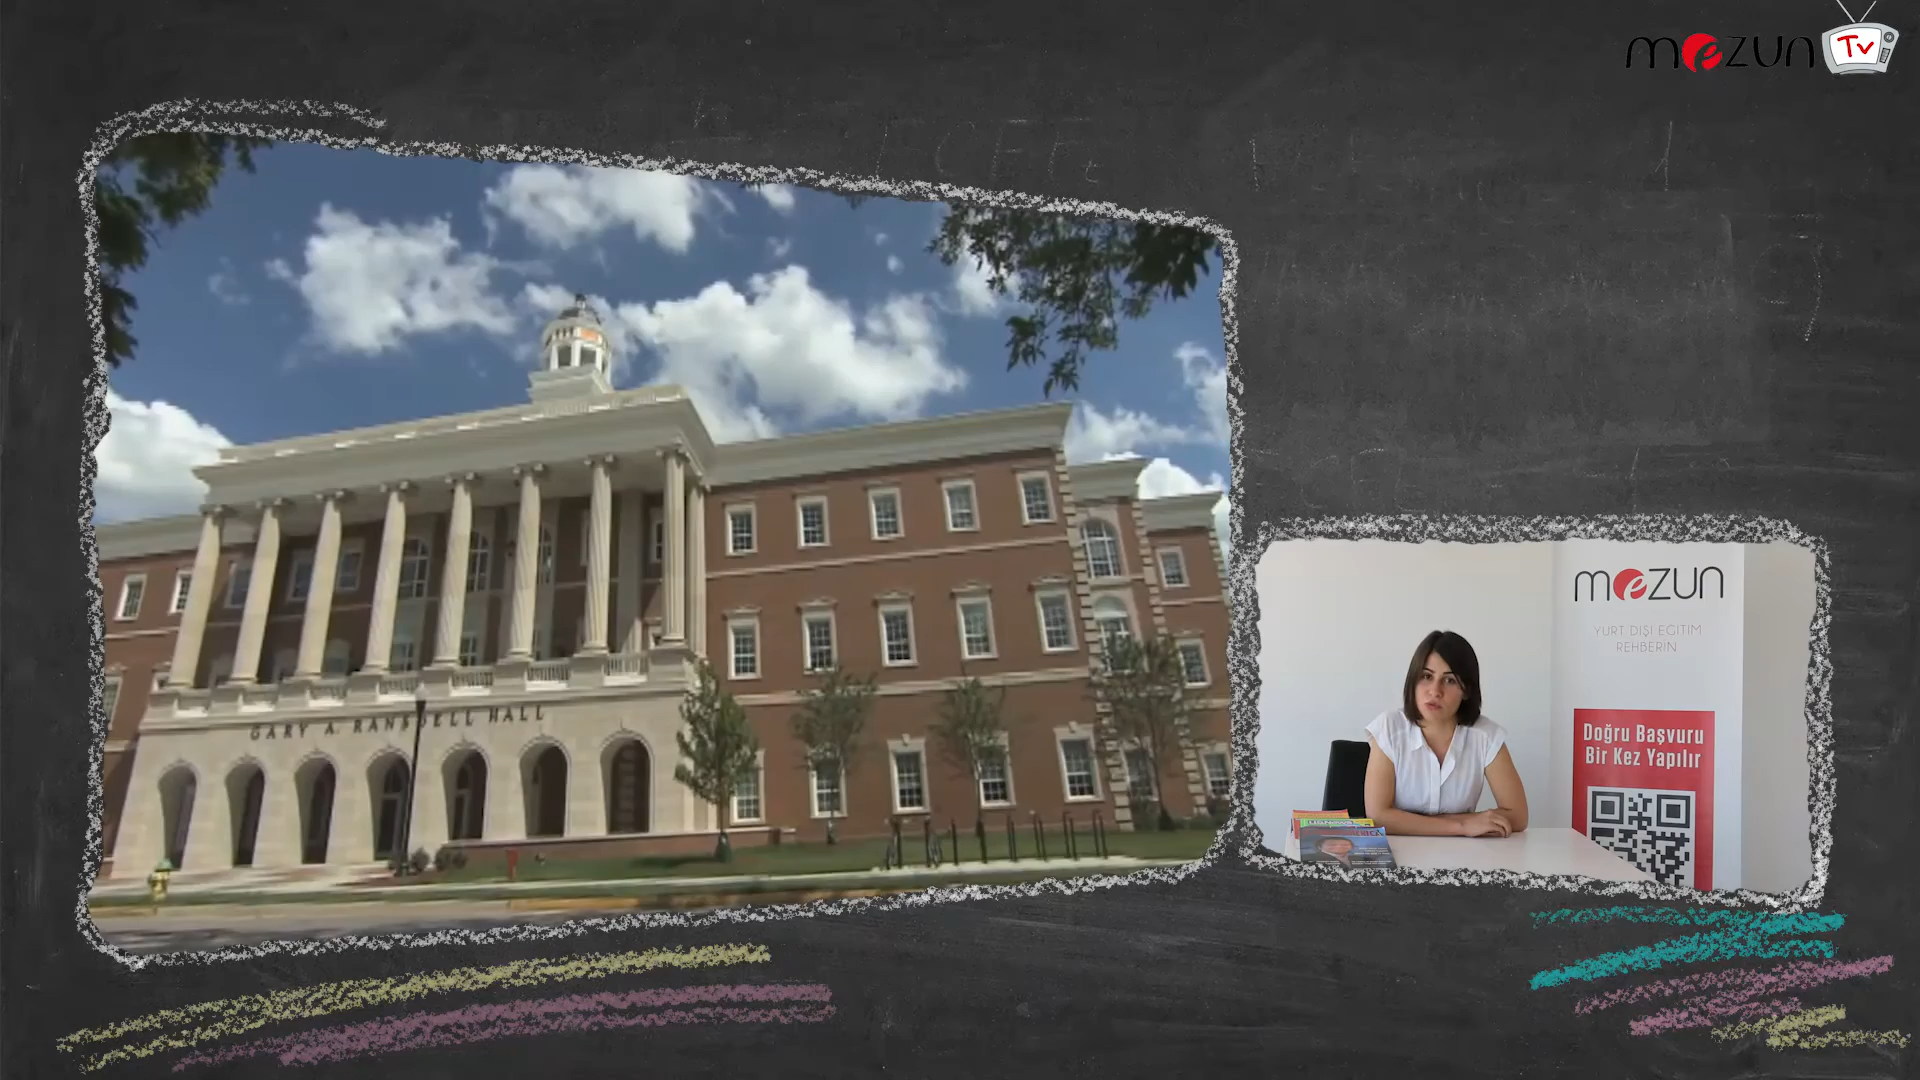 mezun Tv
GARY A. RANSDELL HALL
mezun
YURT DIŞI EĞİTİM
REHBERİN
Doğru Başvuru
Bir Kez Yapılır